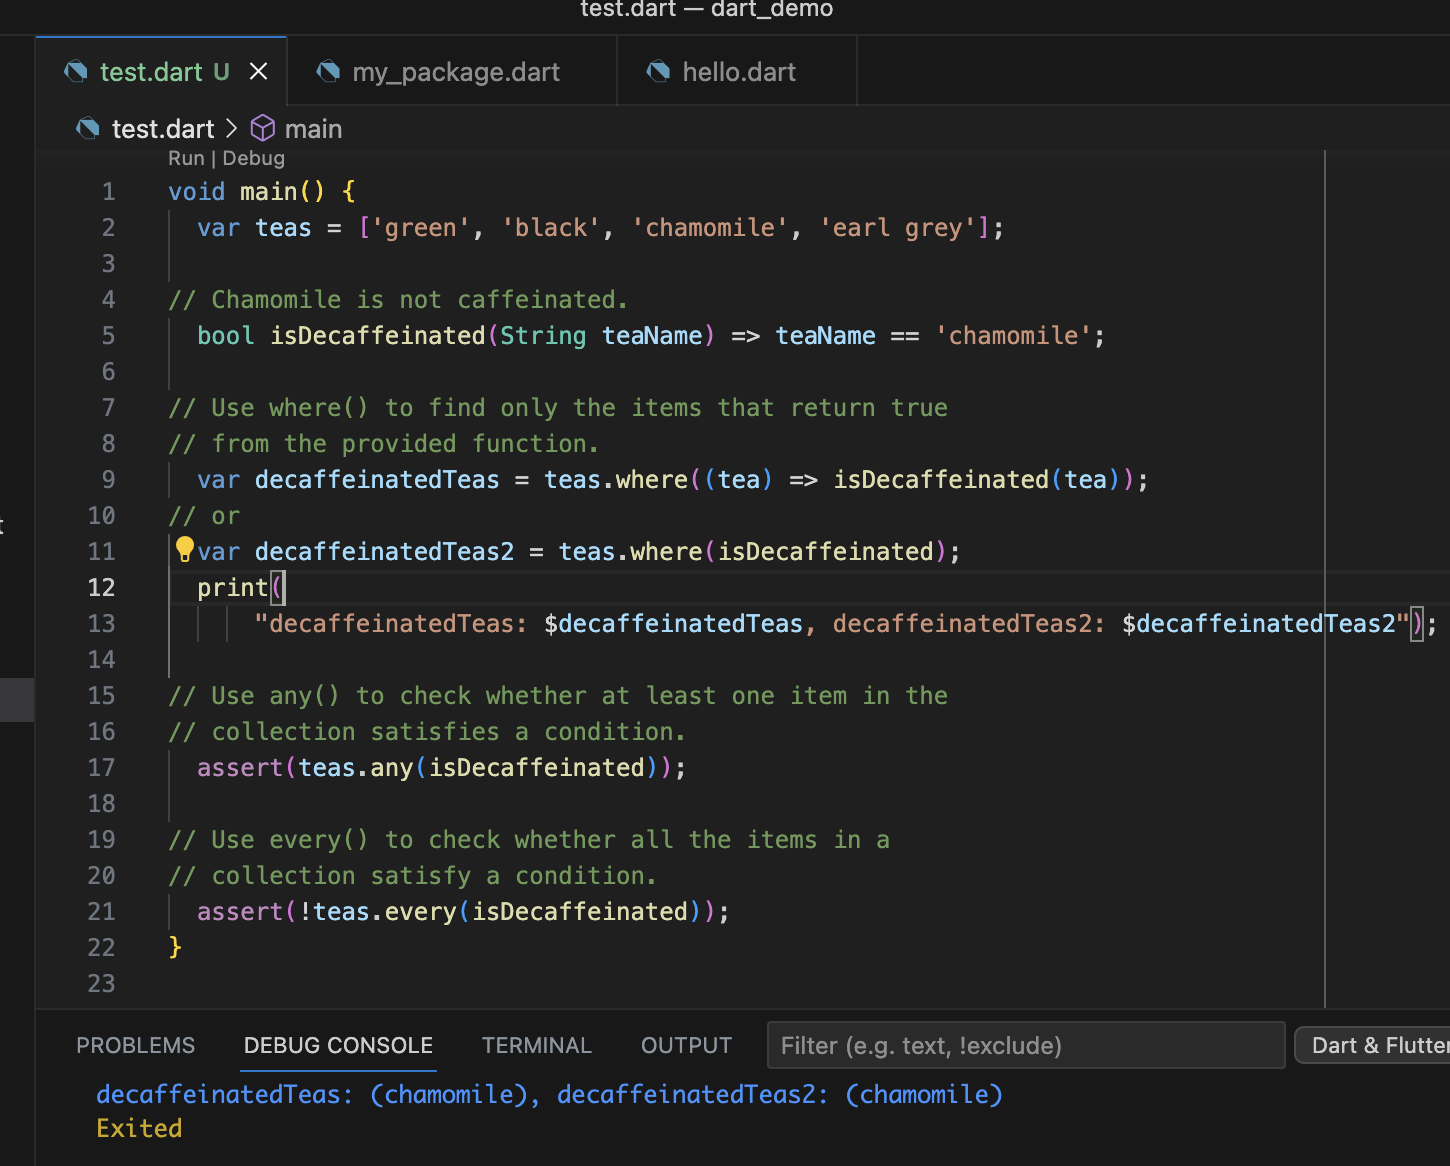 test.dart — dart_demo
test.dart U my_package.dart hello.dart
test.dart > main
Run | Debug
1 void main() {
2   var teas = ['green', 'black', 'chamomile', 'earl grey'];
3
4 // Chamomile is not caffeinated.
5   bool isDecaffeinated(String teaName) => teaName == 'chamomile';
6
7 // Use where() to find only the items that return true
8 // from the provided function.
9   var decaffeinatedTeas = teas.where((tea) => isDecaffeinated(tea));
10 // or
11   var decaffeinatedTeas2 = teas.where(isDecaffeinated);
12   print(
13       "decaffeinatedTeas: $decaffeinatedTeas, decaffeinatedTeas2: $decaffeinatedTeas2");
14
15 // Use any() to check whether at least one item in the
16 // collection satisfies a condition.
17   assert(teas.any(isDecaffeinated));
18
19 // Use every() to check whether all the items in a
20 // collection satisfy a condition.
21   assert(!teas.every(isDecaffeinated));
22 }
23
PROBLEMS DEBUG CONSOLE TERMINAL OUTPUT Filter (e.g. text, !exclude) Dart & Flutter
decaffeinatedTeas: (chamomile), decaffeinatedTeas2: (chamomile)
Exited